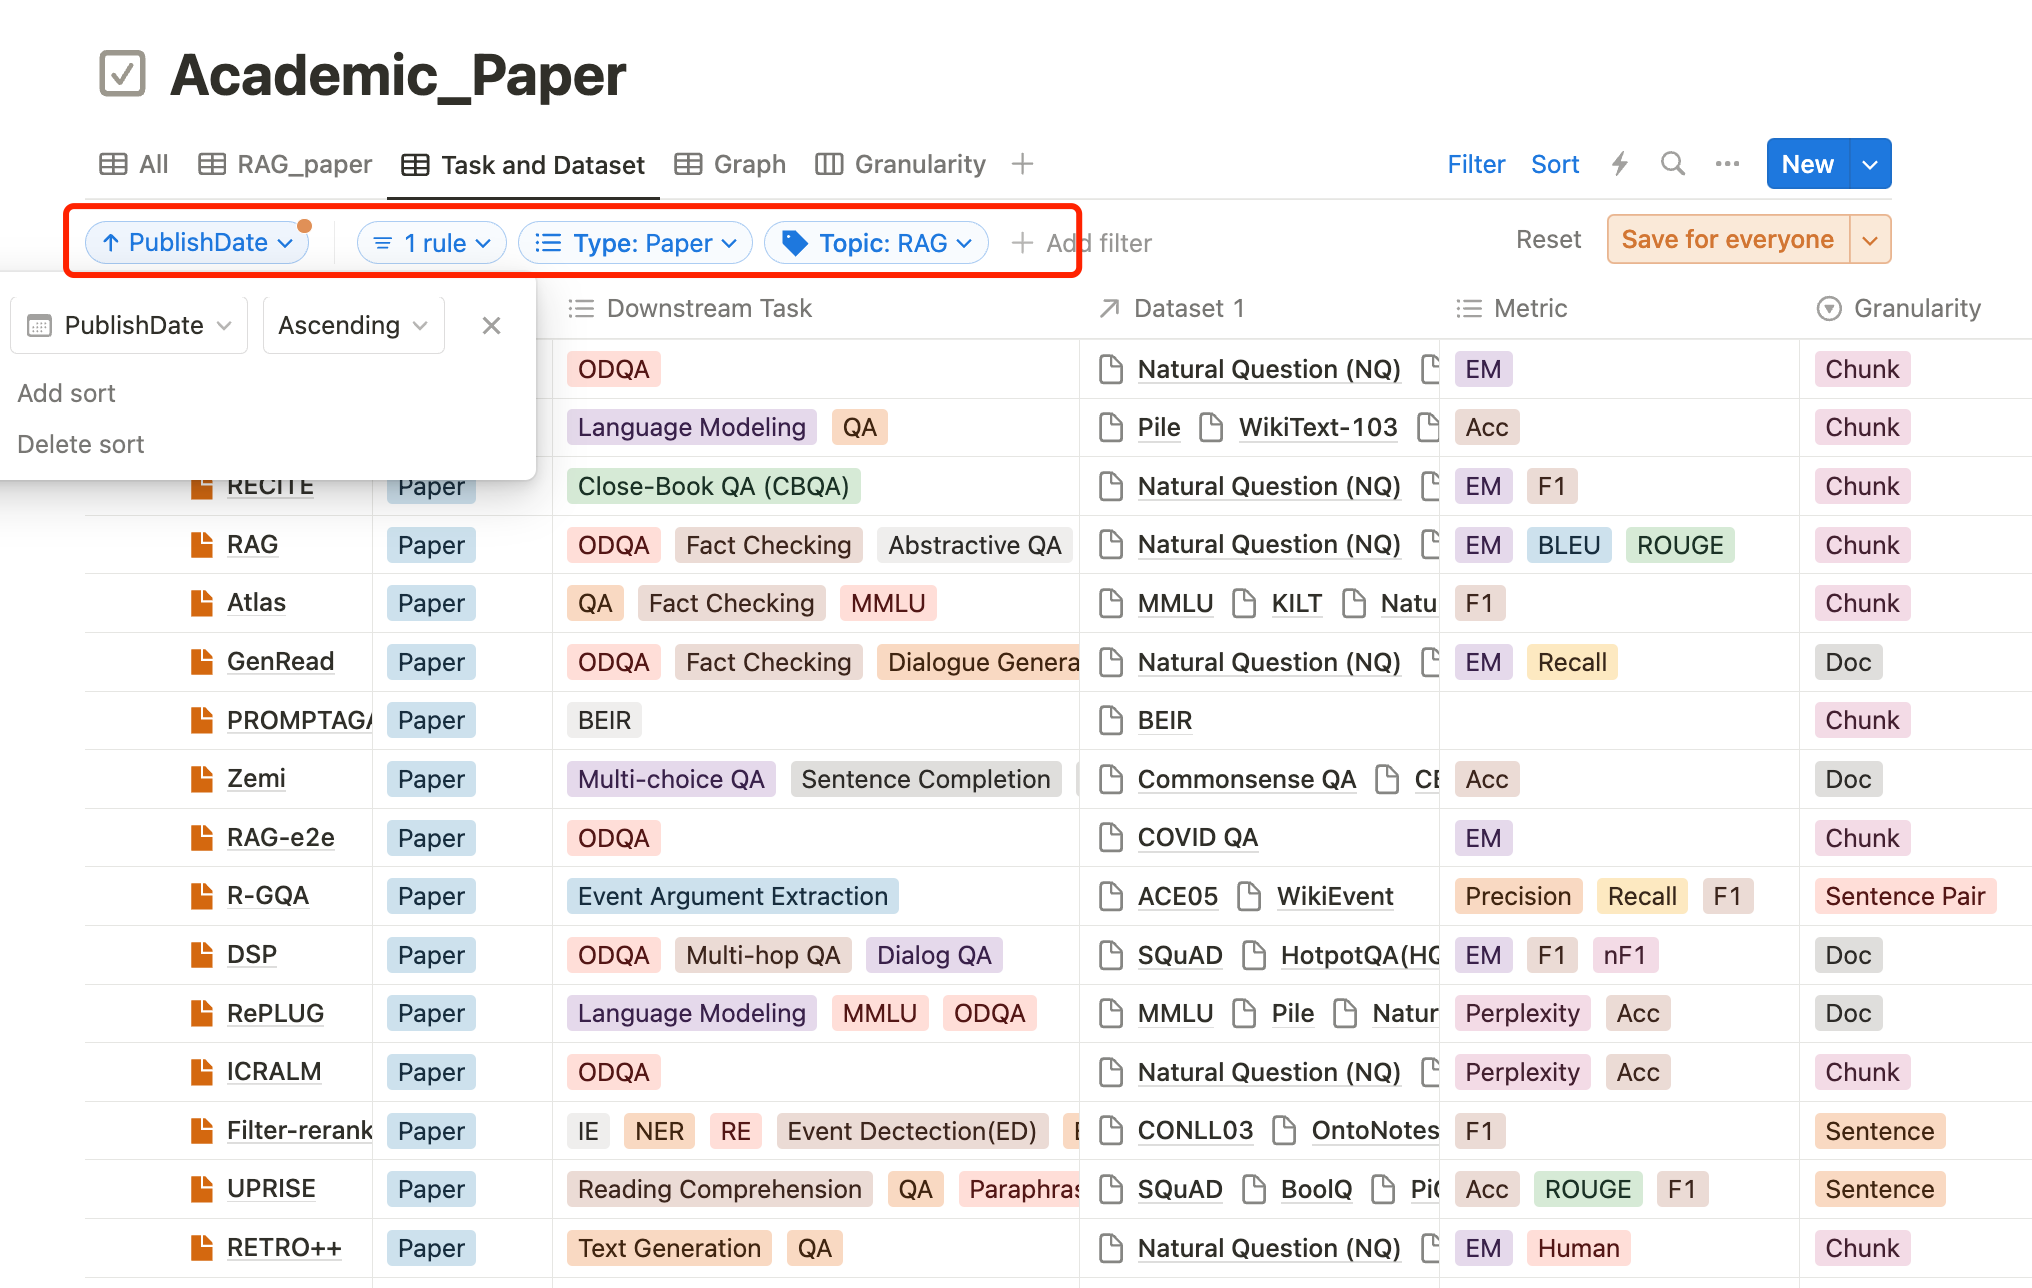 Academic_Paper
All RAG_paper Task and Dataset Graph Granularity Filter Sort New
PublishDate 1 rule Type: Paper Topic: RAG Add filter Reset Save for everyone
PublishDate Ascending
Add sort
Delete sort
Downstream Task Dataset 1 Metric Granularity
ODQA Natural Question (NQ) EM Chunk
Language Modeling QA Pile WikiText-103 Acc Chunk
RECITE Paper Close-Book QA (CBQA) Natural Question (NQ) EM F1 Chunk
RAG Paper ODQA Fact Checking Abstractive QA Natural Question (NQ) EM BLEU ROUGE Chunk
Atlas Paper QA Fact Checking MMLU MMLU KILT Natu F1 Chunk
GenRead Paper ODQA Fact Checking Dialogue Genera Natural Question (NQ) EM Recall Doc
PROMPTAGA Paper BEIR BEIR Chunk
Zemi Paper Multi-choice QA Sentence Completion Commonsense QA CB Acc Doc
RAG-e2e Paper ODQA COVID QA EM Chunk
R-GQA Paper Event Argument Extraction ACE05 WikiEvent Precision Recall F1 Sentence Pair
DSP Paper ODQA Multi-hop QA Dialog QA SQuAD HotpotQA(HQ EM F1 nF1 Doc
RePLUG Paper Language Modeling MMLU ODQA MMLU Pile Natur Perplexity Acc Doc
ICRALM Paper ODQA Natural Question (NQ) Perplexity Acc Chunk
Filter-rerank Paper IE NER RE Event Dectection(ED) CONLL03 OntoNotes F1 Sentence
UPRISE Paper Reading Comprehension QA Paraphras SQuAD BoolQ PiQ Acc ROUGE F1 Sentence
RETRO++ Paper Text Generation QA Natural Question (NQ) EM Human Chunk